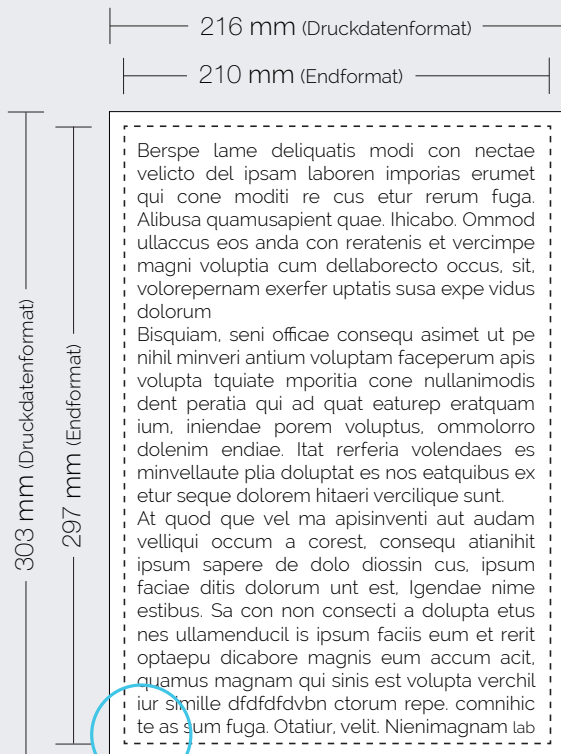 216 mm (Druckdatenformat)
210 mm (Endformat)
303 mm (Druckdatenformat)
297 mm (Endformat)
Berspe lame deliquatis modi con nectae
velicto del ipsam laboren imporias erumet
qui cone moditi re cus etur rerum fuga.
Alibusa quamusapient quae. Ihicabo. Ommod
ullaccus eos anda con reratenis et vercimpe
magni voluptia cum dellaborecto occus, sit,
volorepernam exerfer uptatis susa expe vidus
dolorum
Bisquiam, seni officae consequ asimet ut pe
nihil minveri antium voluptam faceperum apis
volupta tquiate mporitia cone nullanimodis
dent peratia qui ad quat eaturep eratquam
ium, iniendae porem voluptus, ommolorro
dolenim endiae. Itat rerferia volendaes es
minvellaute plia doluptat es nos eatquibus ex
etur seque dolorem hitaeri vercilique sunt.
At quod que vel ma apisinventi aut audam
velliqui occum a corest, consequ atianihit
ipsum sapere de dolo diossin cus, ipsum
faciae ditis dolorum unt est, Igendae nime
estibus. Sa con non consecti a dolupta etus
nes ullamenducil is ipsum faciis eum et rerit
optaepu dicabore magnis eum accum acit,
quamus magnam qui sinis est volupta verchil
iur simille dfdfdfdvbn ctorum repe. comnihic
te as sum fuga. Otatiur, velit. Nienimagnam lab